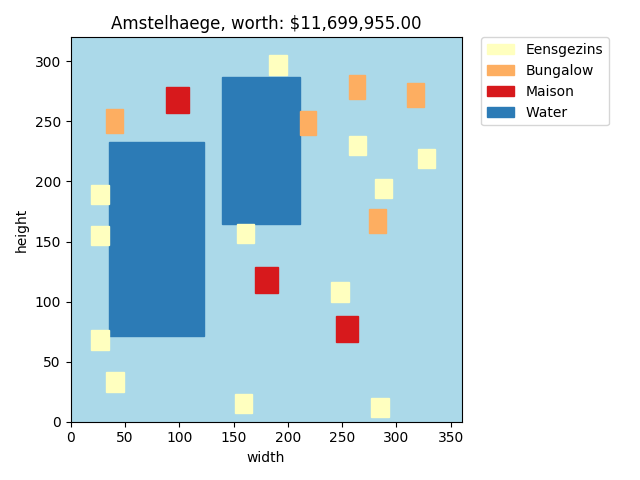 Amstelhaege, worth: $11,699,955.00
Eensgezins
Bungalow
Maison
Water
height
300
250
200
150
100
50
0
0 50 100 150 200 250 300 350
width